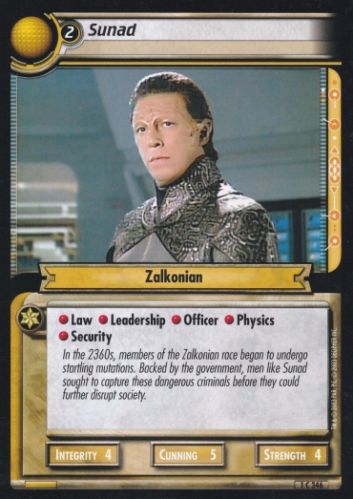 2 Sunad
Zalkonian
Law Leadership Officer Physics
Security
In the 2360s, members of the Zalkonian race began to undergo
startling mutations. Backed by the government, men like Sunad
sought to capture these dangerous criminals before they could
further disrupt society.
INTEGRITY 4 CUNNING 5 STRENGTH 4
1 C 346